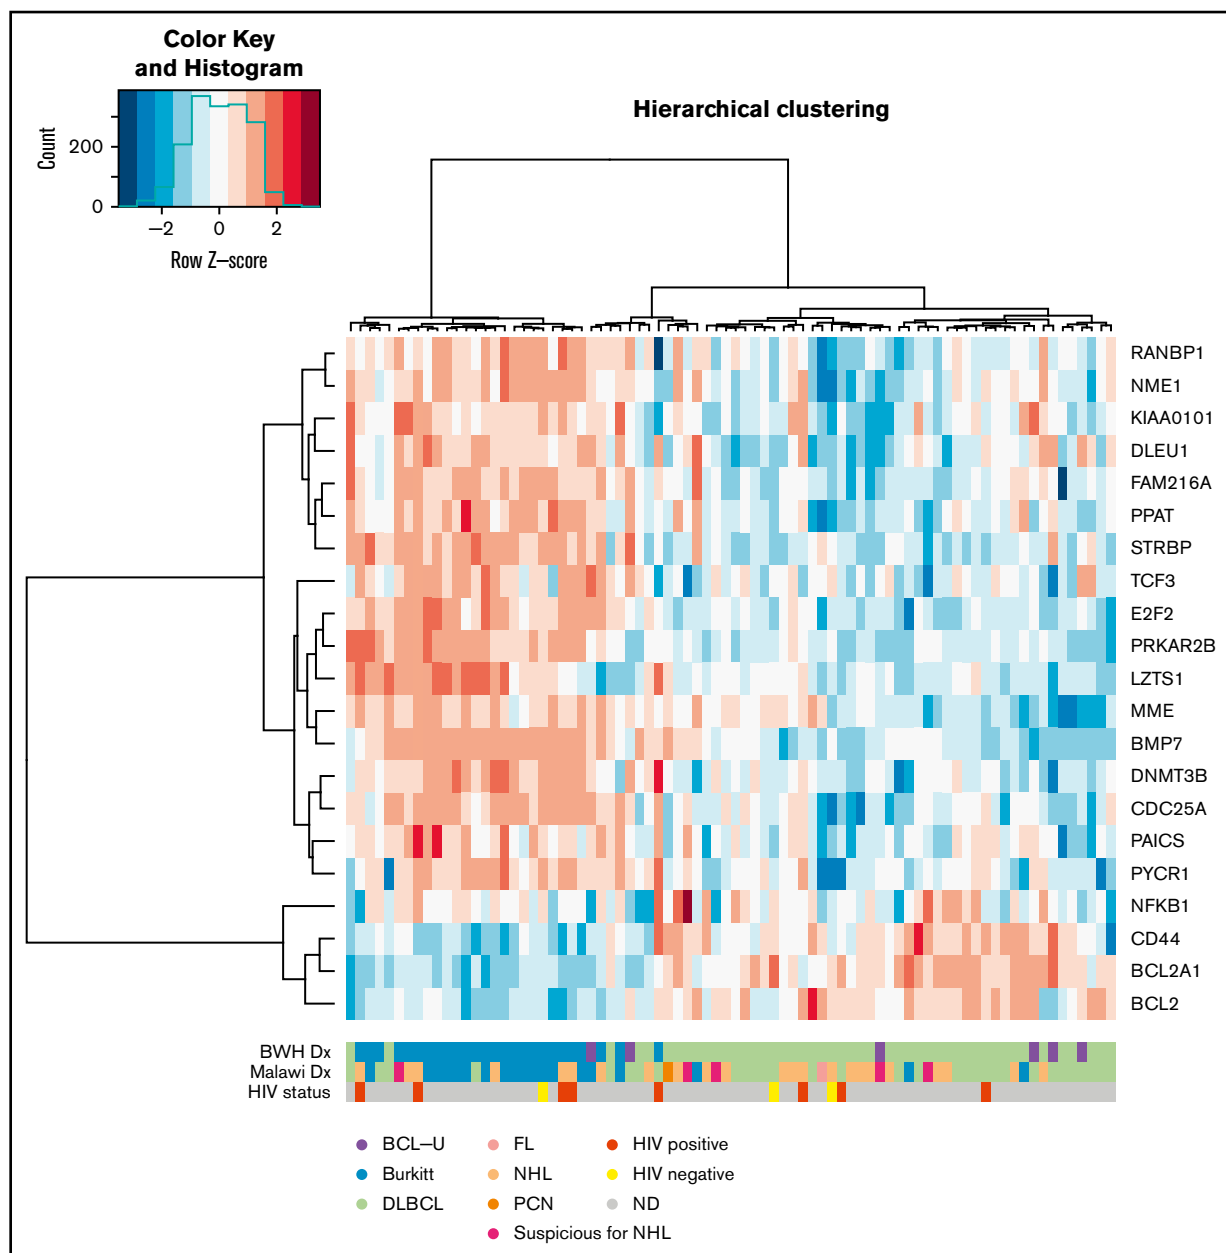 Color Key
and Histogram
Count
200
0
−2 0 2
Row Z−score
Hierarchical clustering
RANBP1
NME1
KIAA0101
DLEU1
FAM216A
PPAT
STRBP
TCF3
E2F2
PRKAR2B
LZTS1
MME
BMP7
DNMT3B
CDC25A
PAICS
PYCR1
NFKB1
CD44
BCL2A1
BCL2
BWH Dx
Malawi Dx
HIV status
BCL−U FL HIV positive
Burkitt NHL HIV negative
DLBCL PCN ND
Suspicious for NHL